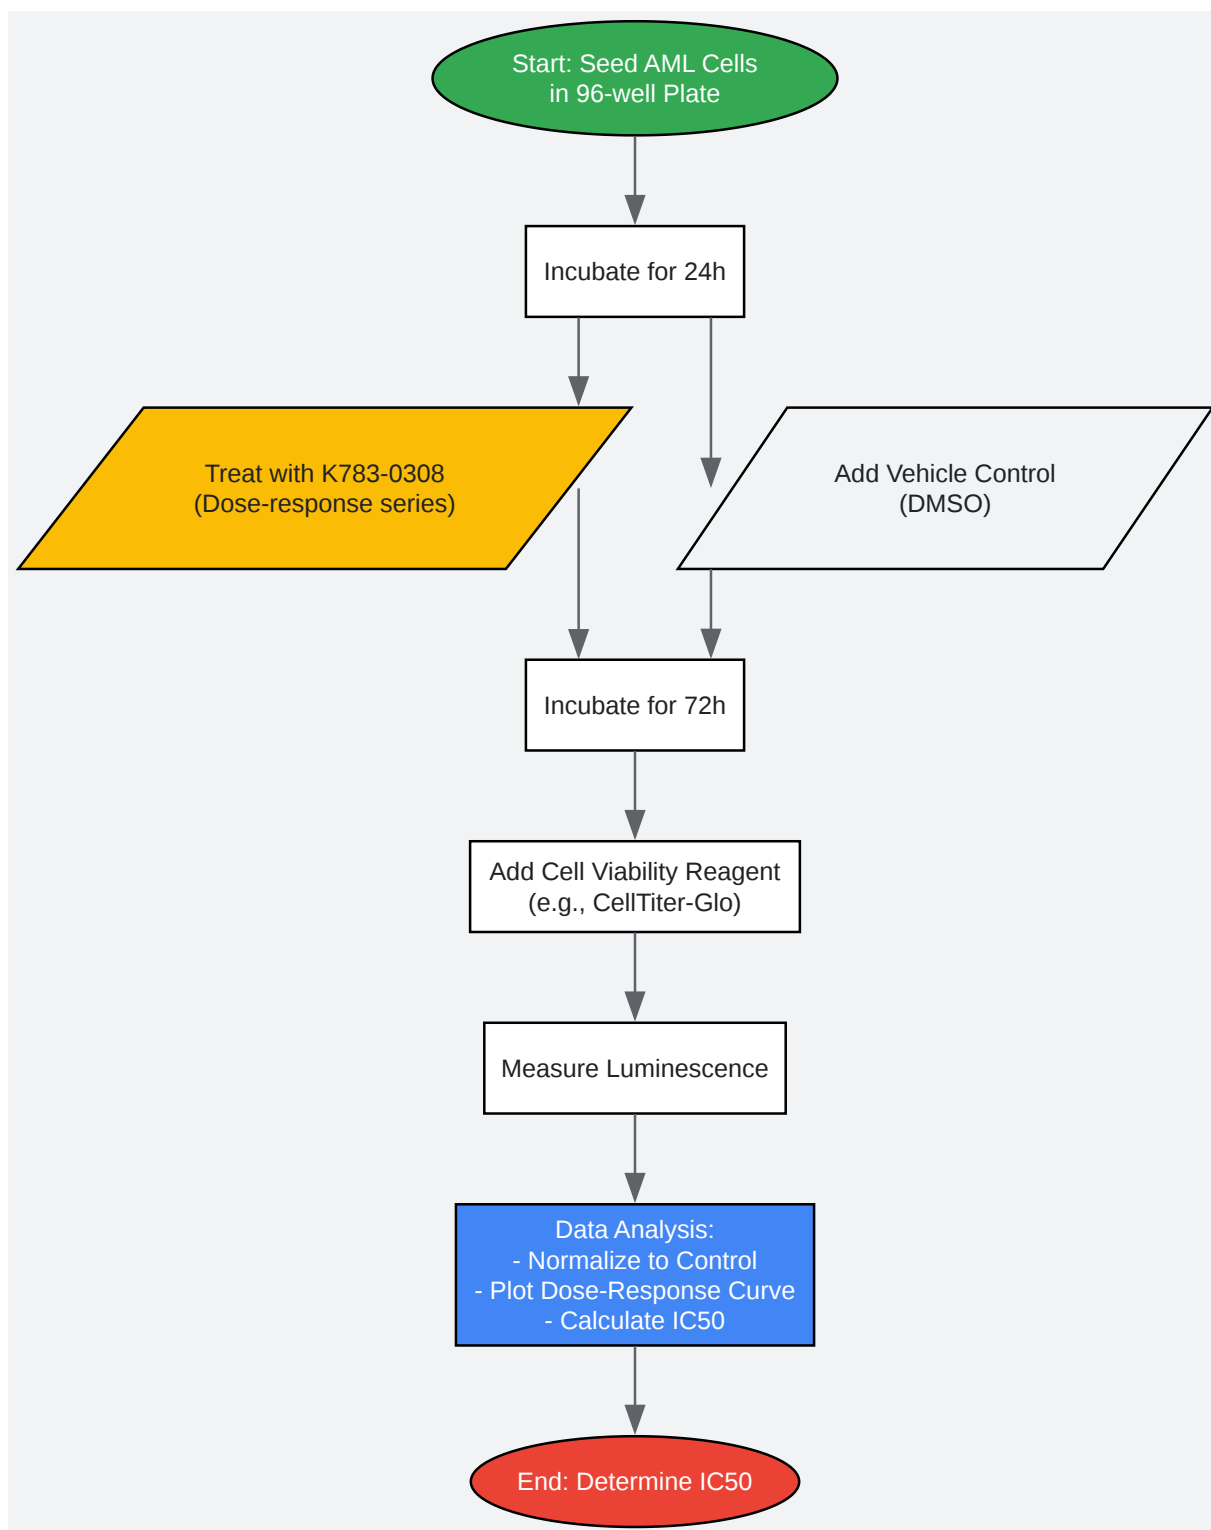 Start: Seed AML Cells
in 96-well Plate
Incubate for 24h
Treat with K783-0308
(Dose-response series)
Add Vehicle Control
(DMSO)
Incubate for 72h
Add Cell Viability Reagent
(e.g., CellTiter-Glo)
Measure Luminescence
Data Analysis:
- Normalize to Control
- Plot Dose-Response Curve
- Calculate IC50
End: Determine IC50